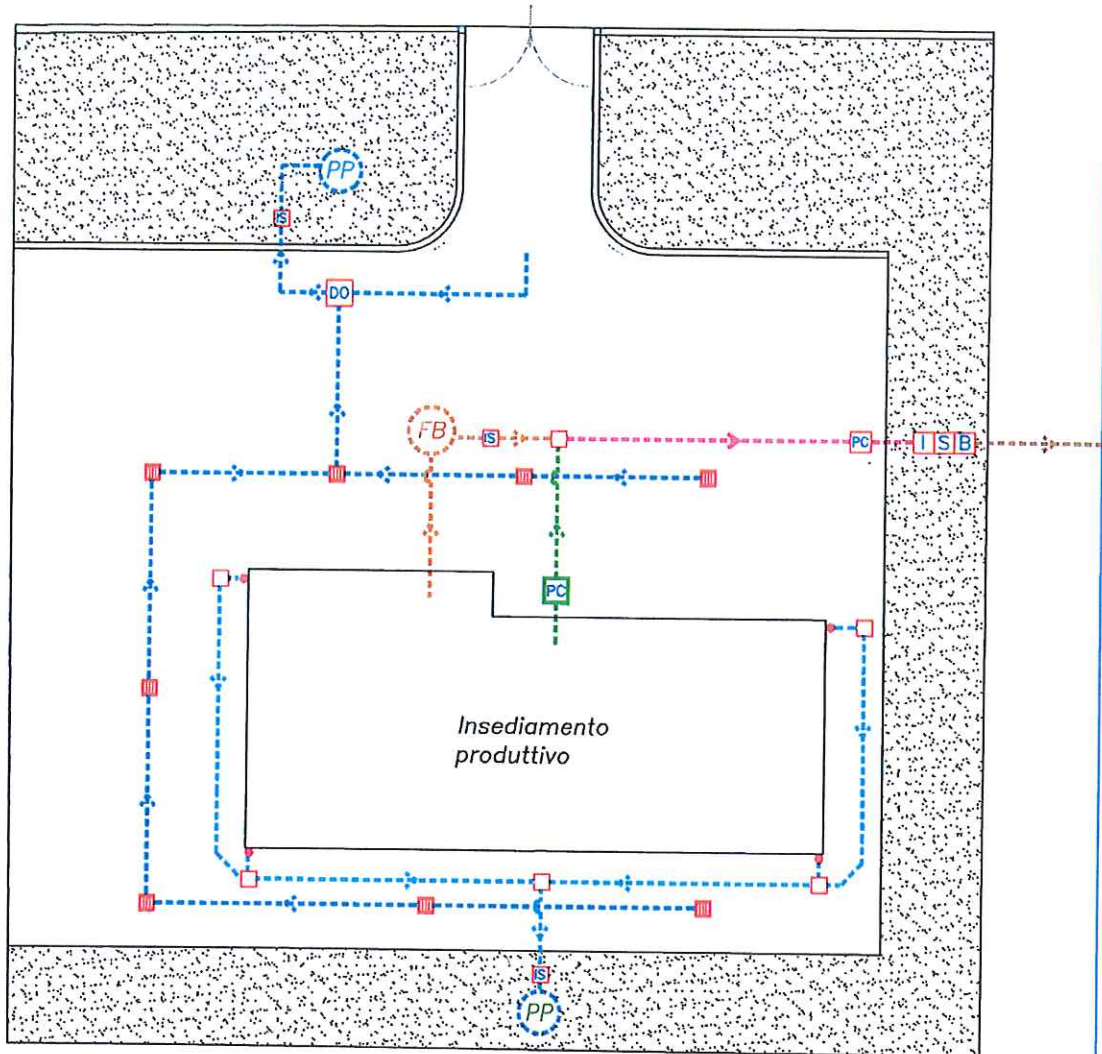 PP
IS
DO
FB
IS
PC
I S B
PC
Insediamento
produttivo
IS
PP